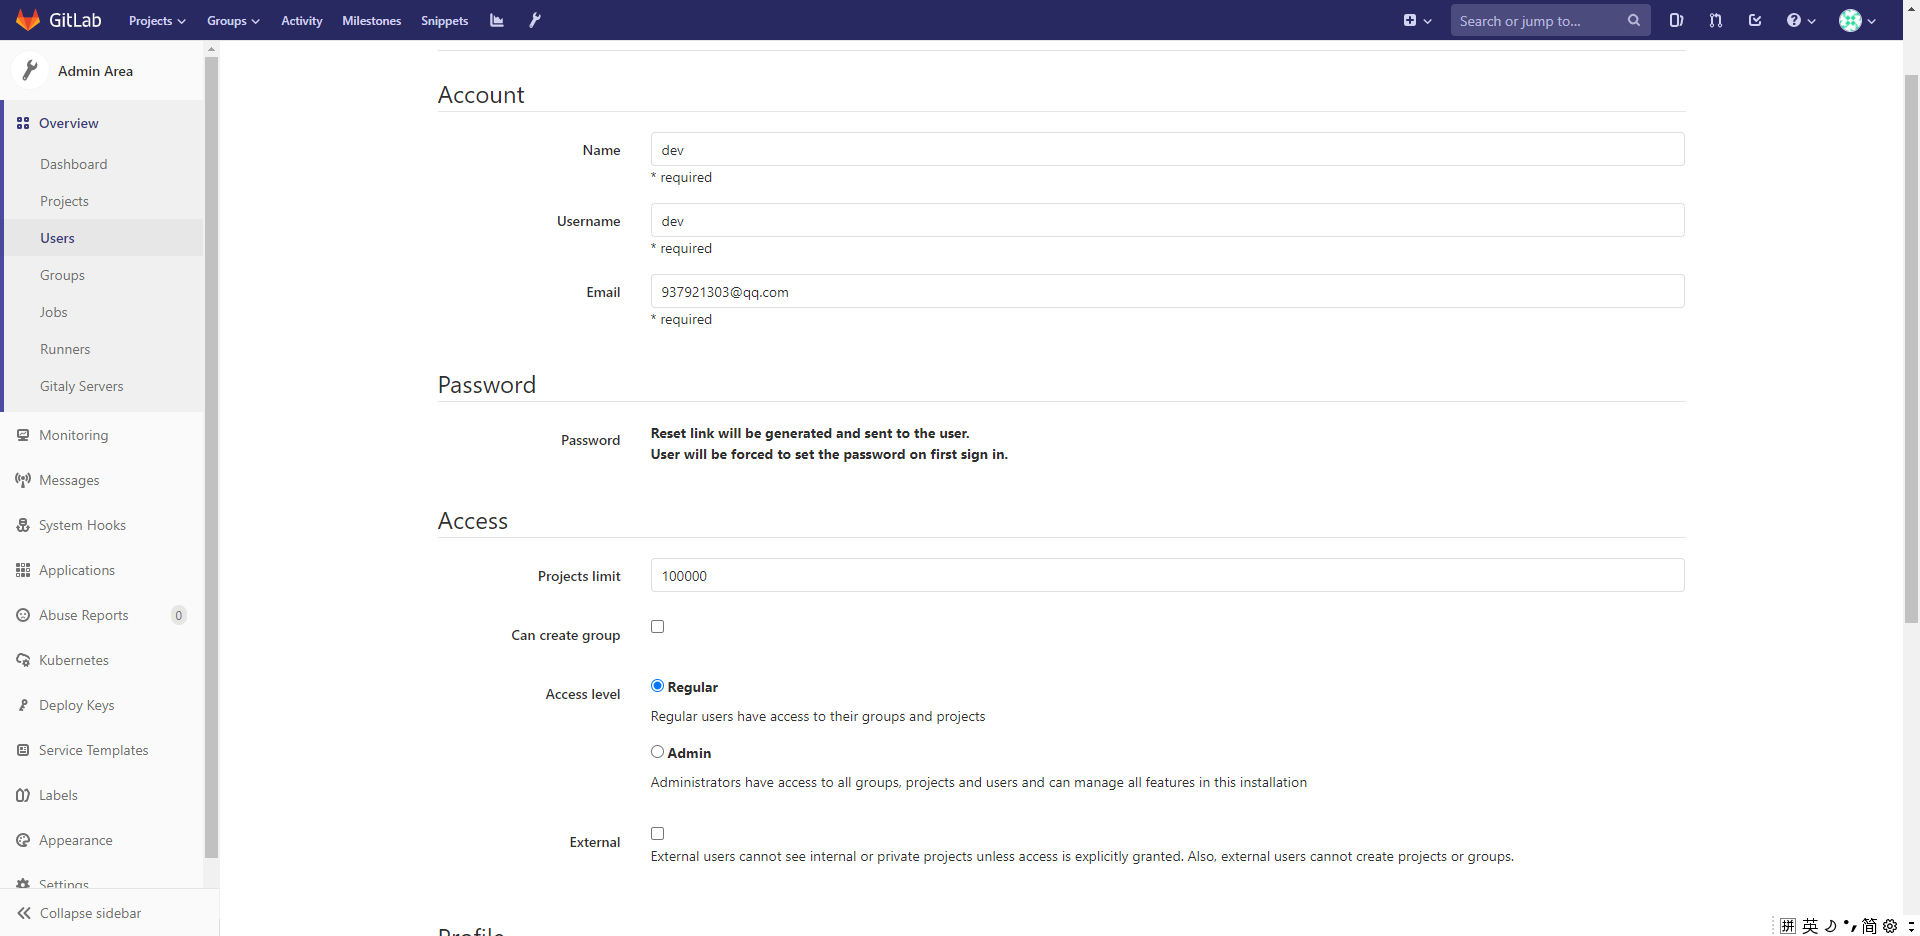 GitLab Projects Groups Activity Milestones Snippets Search or jump to...
Admin Area
Overview
Dashboard
Projects
Users
Groups
Jobs
Runners
Gitaly Servers
Monitoring
Messages
System Hooks
Applications
Abuse Reports 0
Kubernetes
Deploy Keys
Service Templates
Labels
Appearance
Settings
Collapse sidebar
Account
Name dev
* required
Username dev
* required
Email 937921303@qq.com
* required
Password
Password Reset link will be generated and sent to the user.
User will be forced to set the password on first sign in.
Access
Projects limit 100000
Can create group
Access level Regular
Regular users have access to their groups and projects
Admin
Administrators have access to all groups, projects and users and can manage all features in this installation
External
External users cannot see internal or private projects unless access is explicitly granted. Also, external users cannot create projects or groups.
Profile
拼 英 简